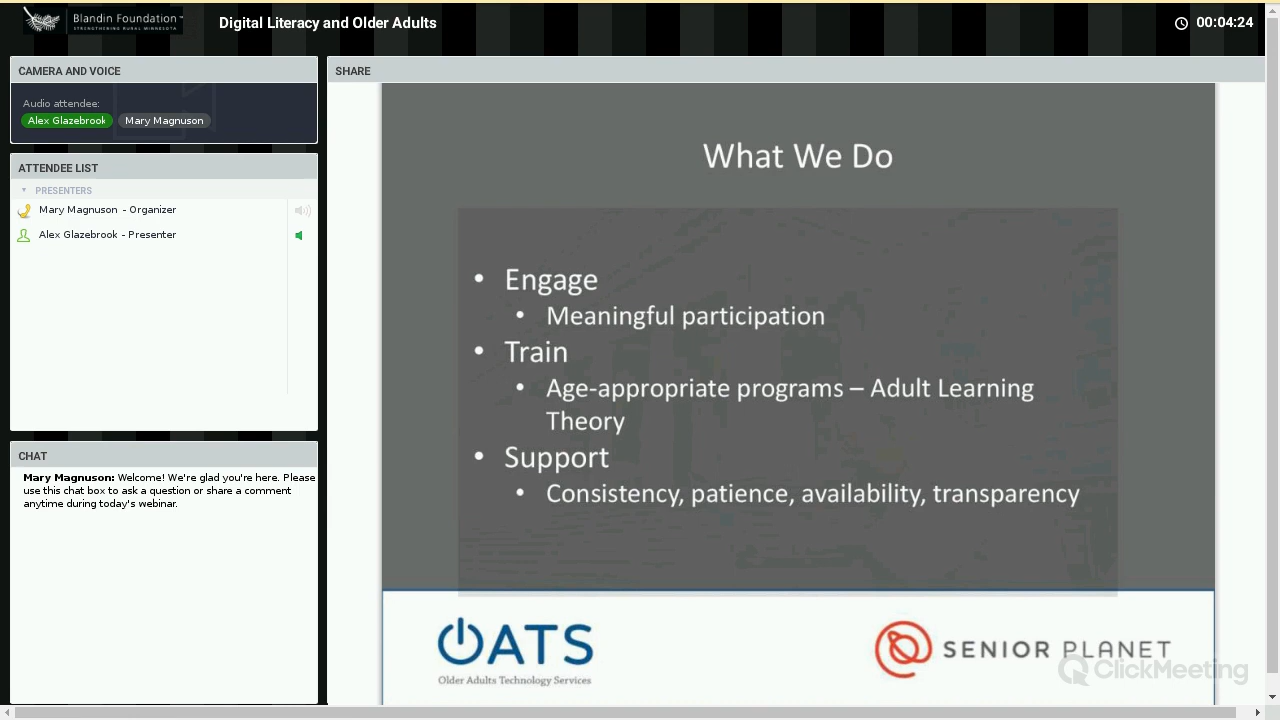 Blandin Foundation™
STRENGTHENING RURAL MINNESOTA
Digital Literacy and Older Adults
00:04:24
CAMERA AND VOICE
Audio attendee:
Alex Glazebrook
Mary Magnuson
ATTENDEE LIST
PRESENTERS
Mary Magnuson - Organizer
Alex Glazebrook - Presenter
CHAT
Mary Magnuson: Welcome! We're glad you're here. Please
use this chat box to ask a question or share a comment
anytime during today's webinar.
SHARE
What We Do
• Engage
• Meaningful participation
• Train
• Age-appropriate programs – Adult Learning
Theory
• Support
• Consistency, patience, availability, transparency
OATS
Older Adults Technology Services
SENIOR PLANET
ClickMeeting